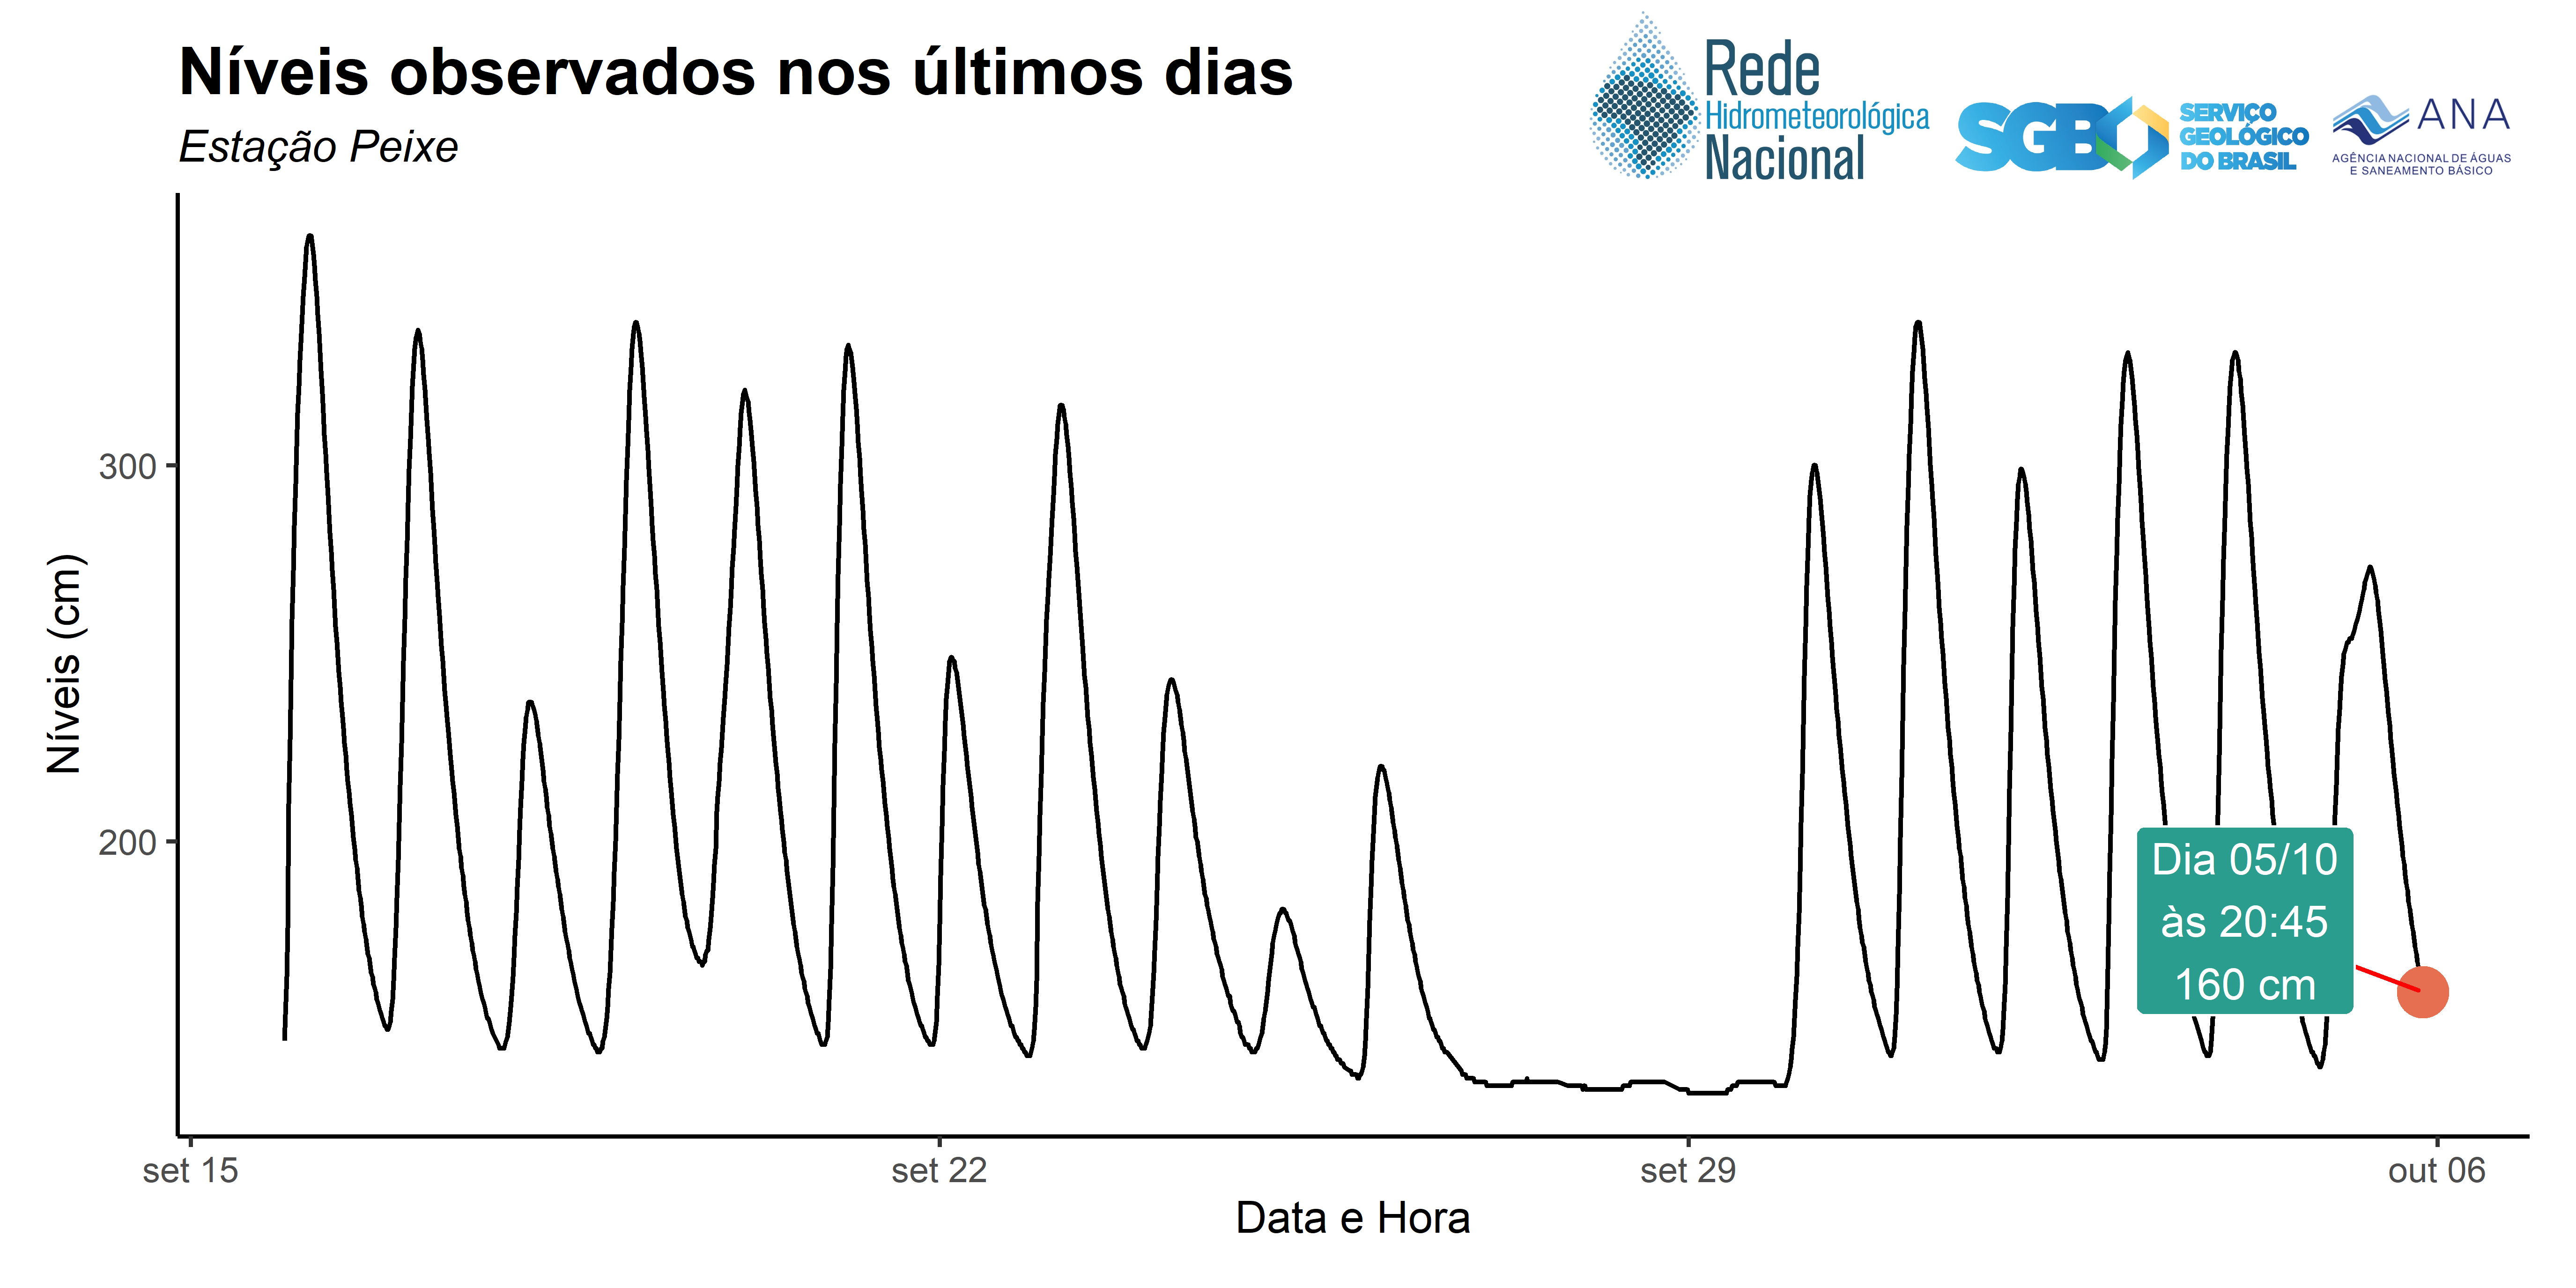 Níveis observados nos últimos dias
Estação Peixe
Rede
Hidrometeorológica
Nacional
SGB
SERVIÇO
GEOLÓGICO
DO BRASIL
ANA
AGÊNCIA NACIONAL DE ÁGUAS
E SANEAMENTO BÁSICO
Níveis (cm)
300
200
Dia 05/10
às 20:45
160 cm
set 15
set 22
set 29
out 06
Data e Hora